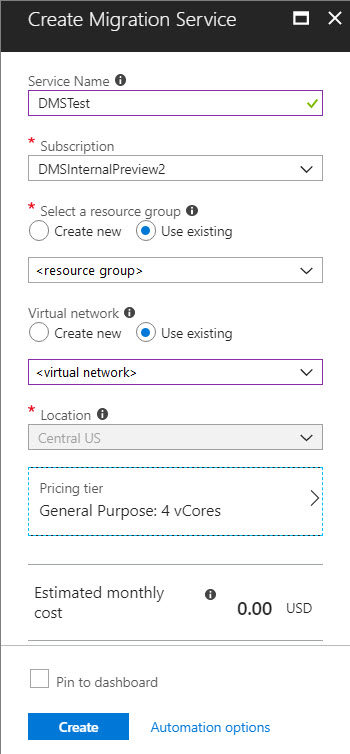 Create Migration Service
Service Name
DMSTest
* Subscription
DMSInternalPreview2
* Select a resource group
Create new Use existing
<resource group>
Virtual network
Create new Use existing
<virtual network>
* Location
Central US
Pricing tier
General Purpose: 4 vCores
Estimated monthly
cost 0.00 USD
Pin to dashboard
Create Automation options